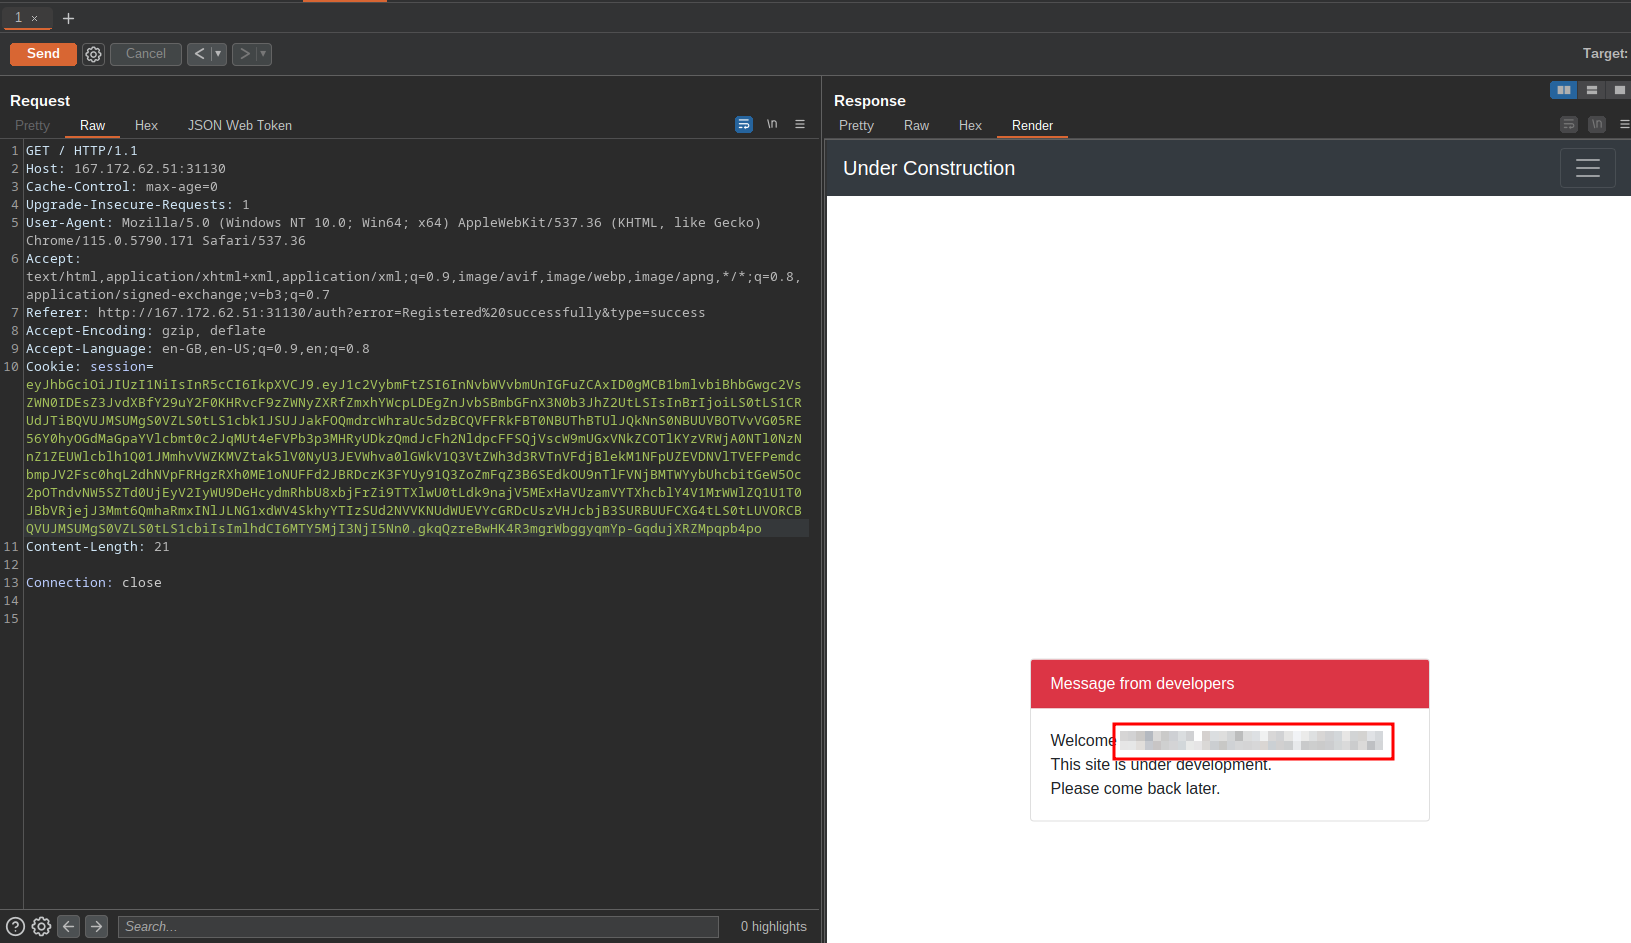 1 ×
+
Send
Cancel
< ▾
> ▾
Target:
Request
Pretty Raw Hex JSON Web Token
\n
1 GET / HTTP/1.1
2 Host: 167.172.62.51:31130
3 Cache-Control: max-age=0
4 Upgrade-Insecure-Requests: 1
5 User-Agent: Mozilla/5.0 (Windows NT 10.0; Win64; x64) AppleWebKit/537.36 (KHTML, like Gecko)
Chrome/115.0.5790.171 Safari/537.36
6 Accept:
text/html,application/xhtml+xml,application/xml;q=0.9,image/avif,image/webp,image/apng,*/*;q=0.8,
application/signed-exchange;v=b3;q=0.7
7 Referer: http://167.172.62.51:31130/auth?error=Registered%20successfully&type=success
8 Accept-Encoding: gzip, deflate
9 Accept-Language: en-GB,en-US;q=0.9,en;q=0.8
10 Cookie: session=
eyJhbGciOiJIUzI1NiIsInR5cCI6IkpXVCJ9.eyJ1c2VybmFtZSI6InNvbWVvbmUnIGFuZCAxID0gMCB1bmlvbiBhbGwgc2Vs
11 Content-Length: 21
12
13 Connection: close
14
15
Search...
0 highlights
Response
Pretty Raw Hex Render
\n
Under Construction
Message from developers
Welcome
This site is under development.
Please come back later.